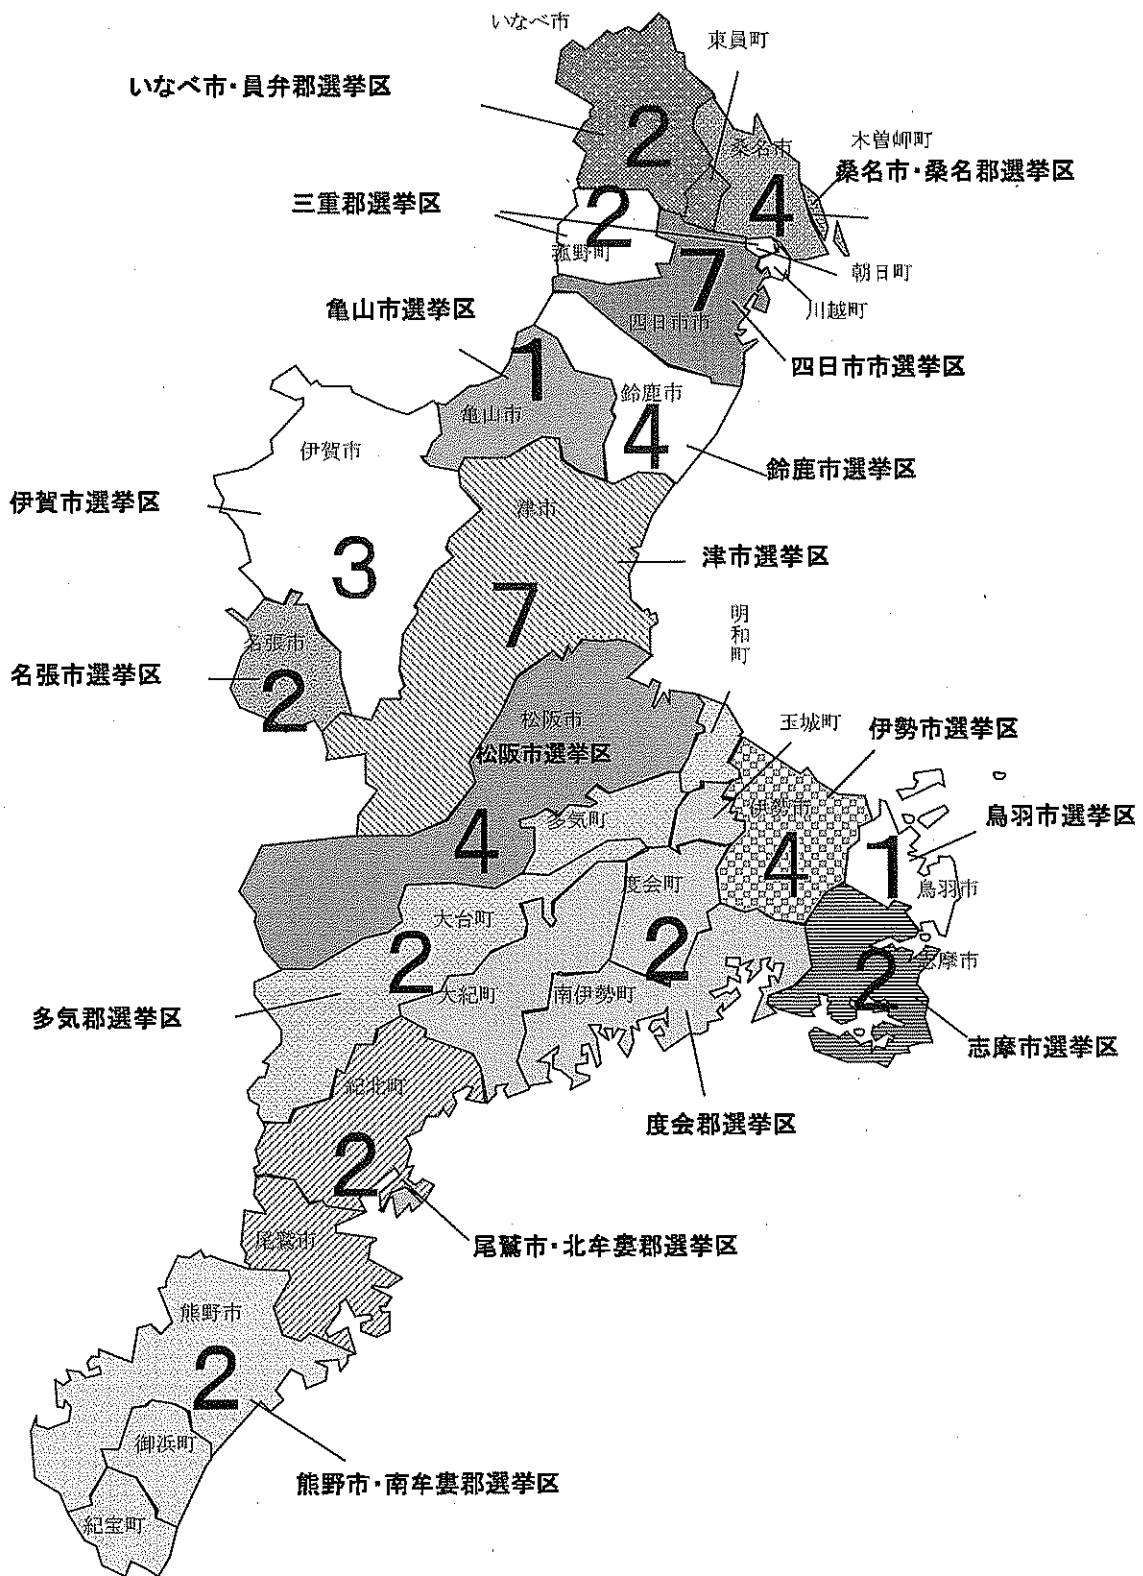 いなべ市
東員町
いなべ市・員弁郡選挙区
2
桑名市
木曽岬町
桑名市・桑名郡選挙区
4
三重郡選挙区
2
菰野町
朝日町
川越町
7
四日市市
四日市市選挙区
亀山市選挙区
1
亀山市
鈴鹿市
4
鈴鹿市選挙区
伊賀市
伊賀市選挙区
3
津市
津市選挙区
7
明和町
名張市
名張市選挙区
2
松阪市
松阪市選挙区
4
玉城町
伊勢市選挙区
伊勢市
4
鳥羽市選挙区
1
鳥羽市
多気町
度会町
2
大台町
2
大紀町
南伊勢町
志摩市
2
多気郡選挙区
志摩市選挙区
紀北町
度会郡選挙区
2
尾鷲市
尾鷲市・北牟婁郡選挙区
熊野市
2
御浜町
熊野市・南牟婁郡選挙区
紀宝町